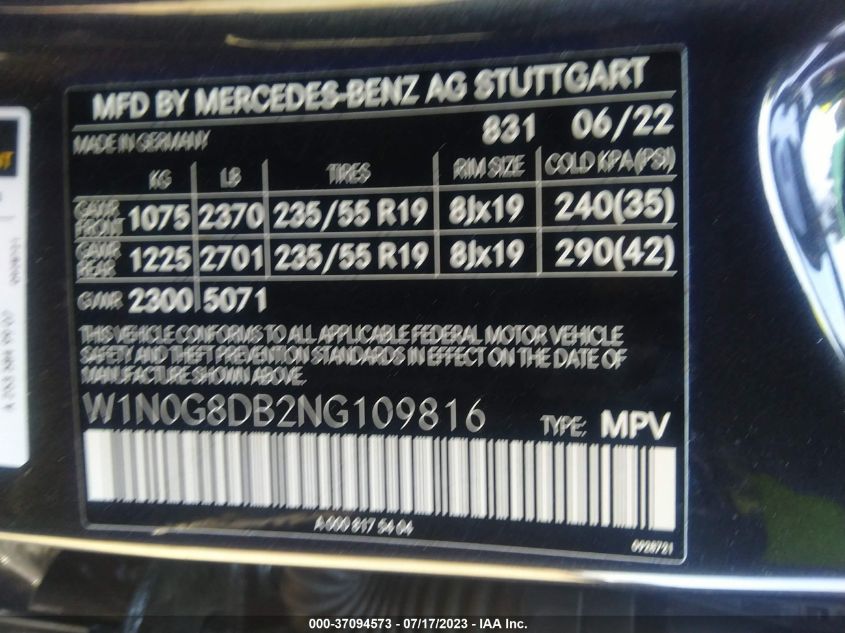 MFD BY MERCEDES-BENZ AG STUTTGART
MADE IN GERMANY 831 06/22
KG LB TIRES RIM SIZE COLD KPA(PSI)
GAWR FRONT 1075 2370 235/55 R19 8Jx19 240(35)
GAWR REAR 1225 2701 235/55 R19 8Jx19 290(42)
GVWR 2300 5071
THIS VEHICLE CONFORMS TO ALL APPLICABLE FEDERAL MOTOR VEHICLE
SAFETY AND THEFT PREVENTION STANDARDS IN EFFECT ON THE DATE OF
MANUFACTURE SHOWN ABOVE.
W1N0G8DB2NG109816 TYPE: MPV
A 000 817 54 04
0928721
000-37094573 - 07/17/2023 - IAA Inc.